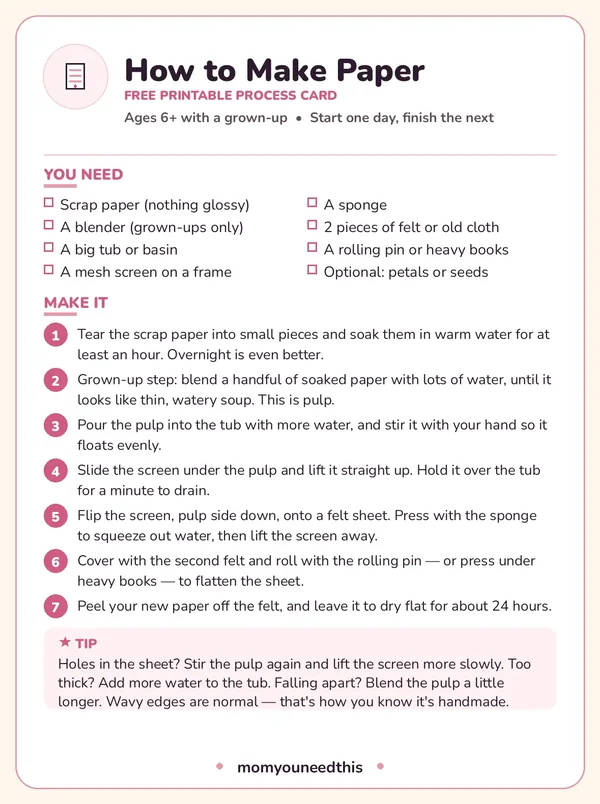 How to Make Paper
FREE PRINTABLE PROCESS CARD
Ages 6+ with a grown-up • Start one day, finish the next
YOU NEED
Scrap paper (nothing glossy)
A blender (grown-ups only)
A big tub or basin
A mesh screen on a frame
A sponge
2 pieces of felt or old cloth
A rolling pin or heavy books
Optional: petals or seeds
MAKE IT
1 Tear the scrap paper into small pieces and soak them in warm water for at
least an hour. Overnight is even better.
2 Grown-up step: blend a handful of soaked paper with lots of water, until it
looks like thin, watery soup. This is pulp.
3 Pour the pulp into the tub with more water, and stir it with your hand so it
floats evenly.
4 Slide the screen under the pulp and lift it straight up. Hold it over the tub
for a minute to drain.
5 Flip the screen, pulp side down, onto a felt sheet. Press with the sponge
to squeeze out water, then lift the screen away.
6 Cover with the second felt and roll with the rolling pin — or press under
heavy books — to flatten the sheet.
7 Peel your new paper off the felt, and leave it to dry flat for about 24 hours.
★ TIP
Holes in the sheet? Stir the pulp again and lift the screen more slowly. Too
thick? Add more water to the tub. Falling apart? Blend the pulp a little
longer. Wavy edges are normal — that's how you know it's handmade.
momyouneedthis